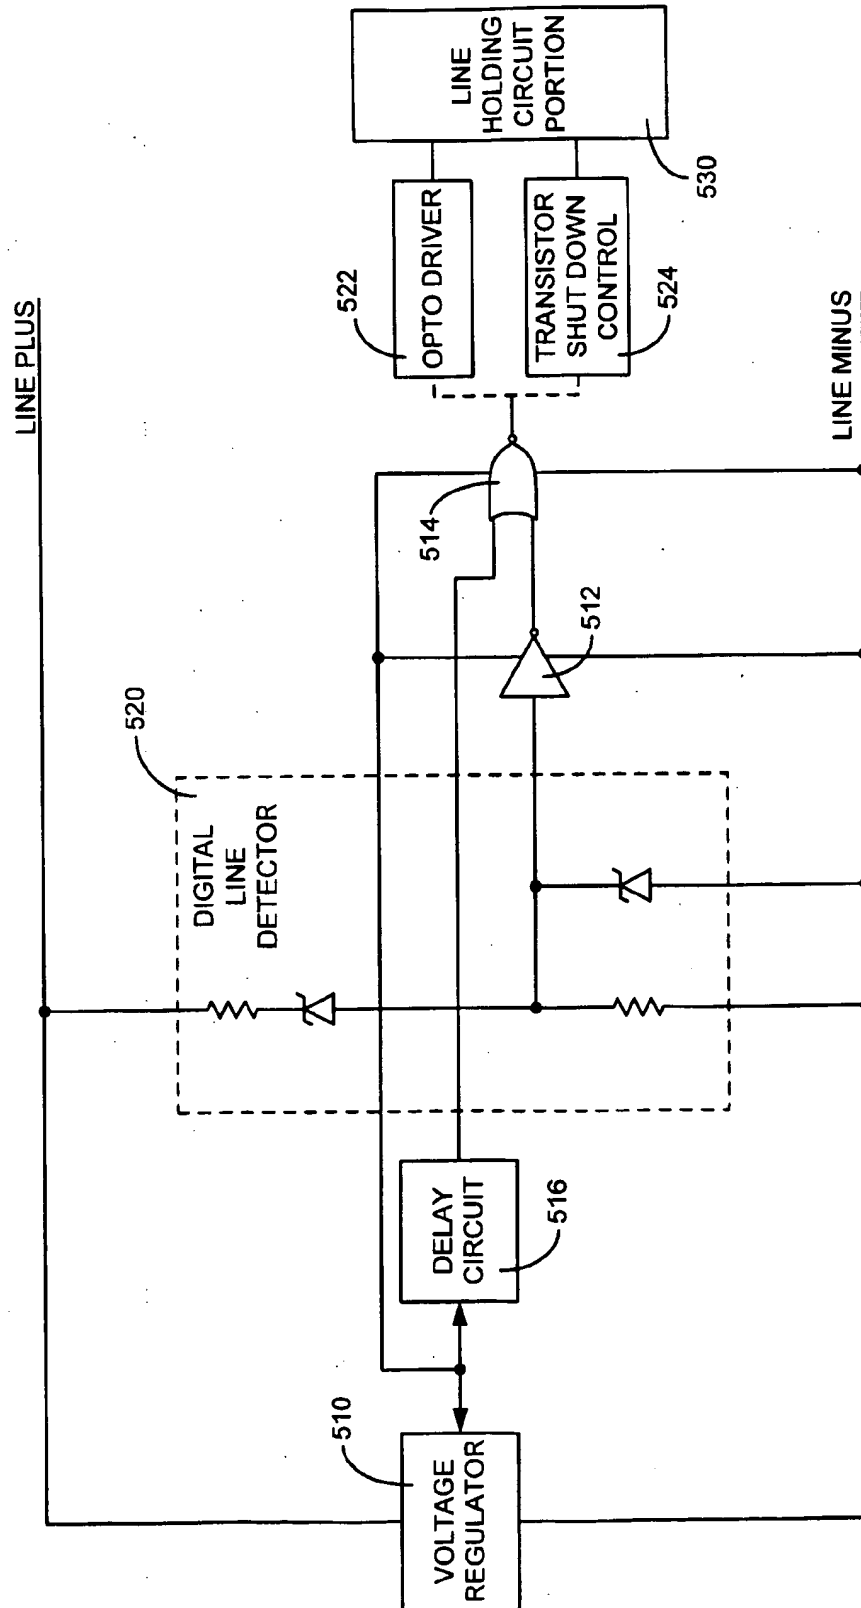 LINE PLUS
520
DIGITAL
LINE
DETECTOR
510
VOLTAGE
REGULATOR
DELAY
CIRCUIT
516
512
514
522
OPTO DRIVER
TRANSISTOR
SHUT DOWN
CONTROL
524
LINE
HOLDING
CIRCUIT
PORTION
530
LINE MINUS